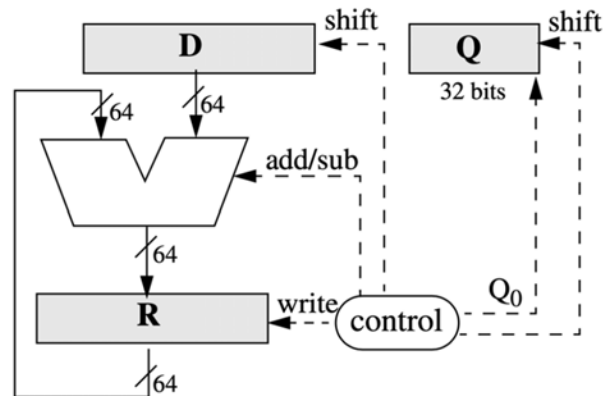 D
shift
Q
shift
32 bits
64
64
add/sub
64
R
write
control
Q0
64